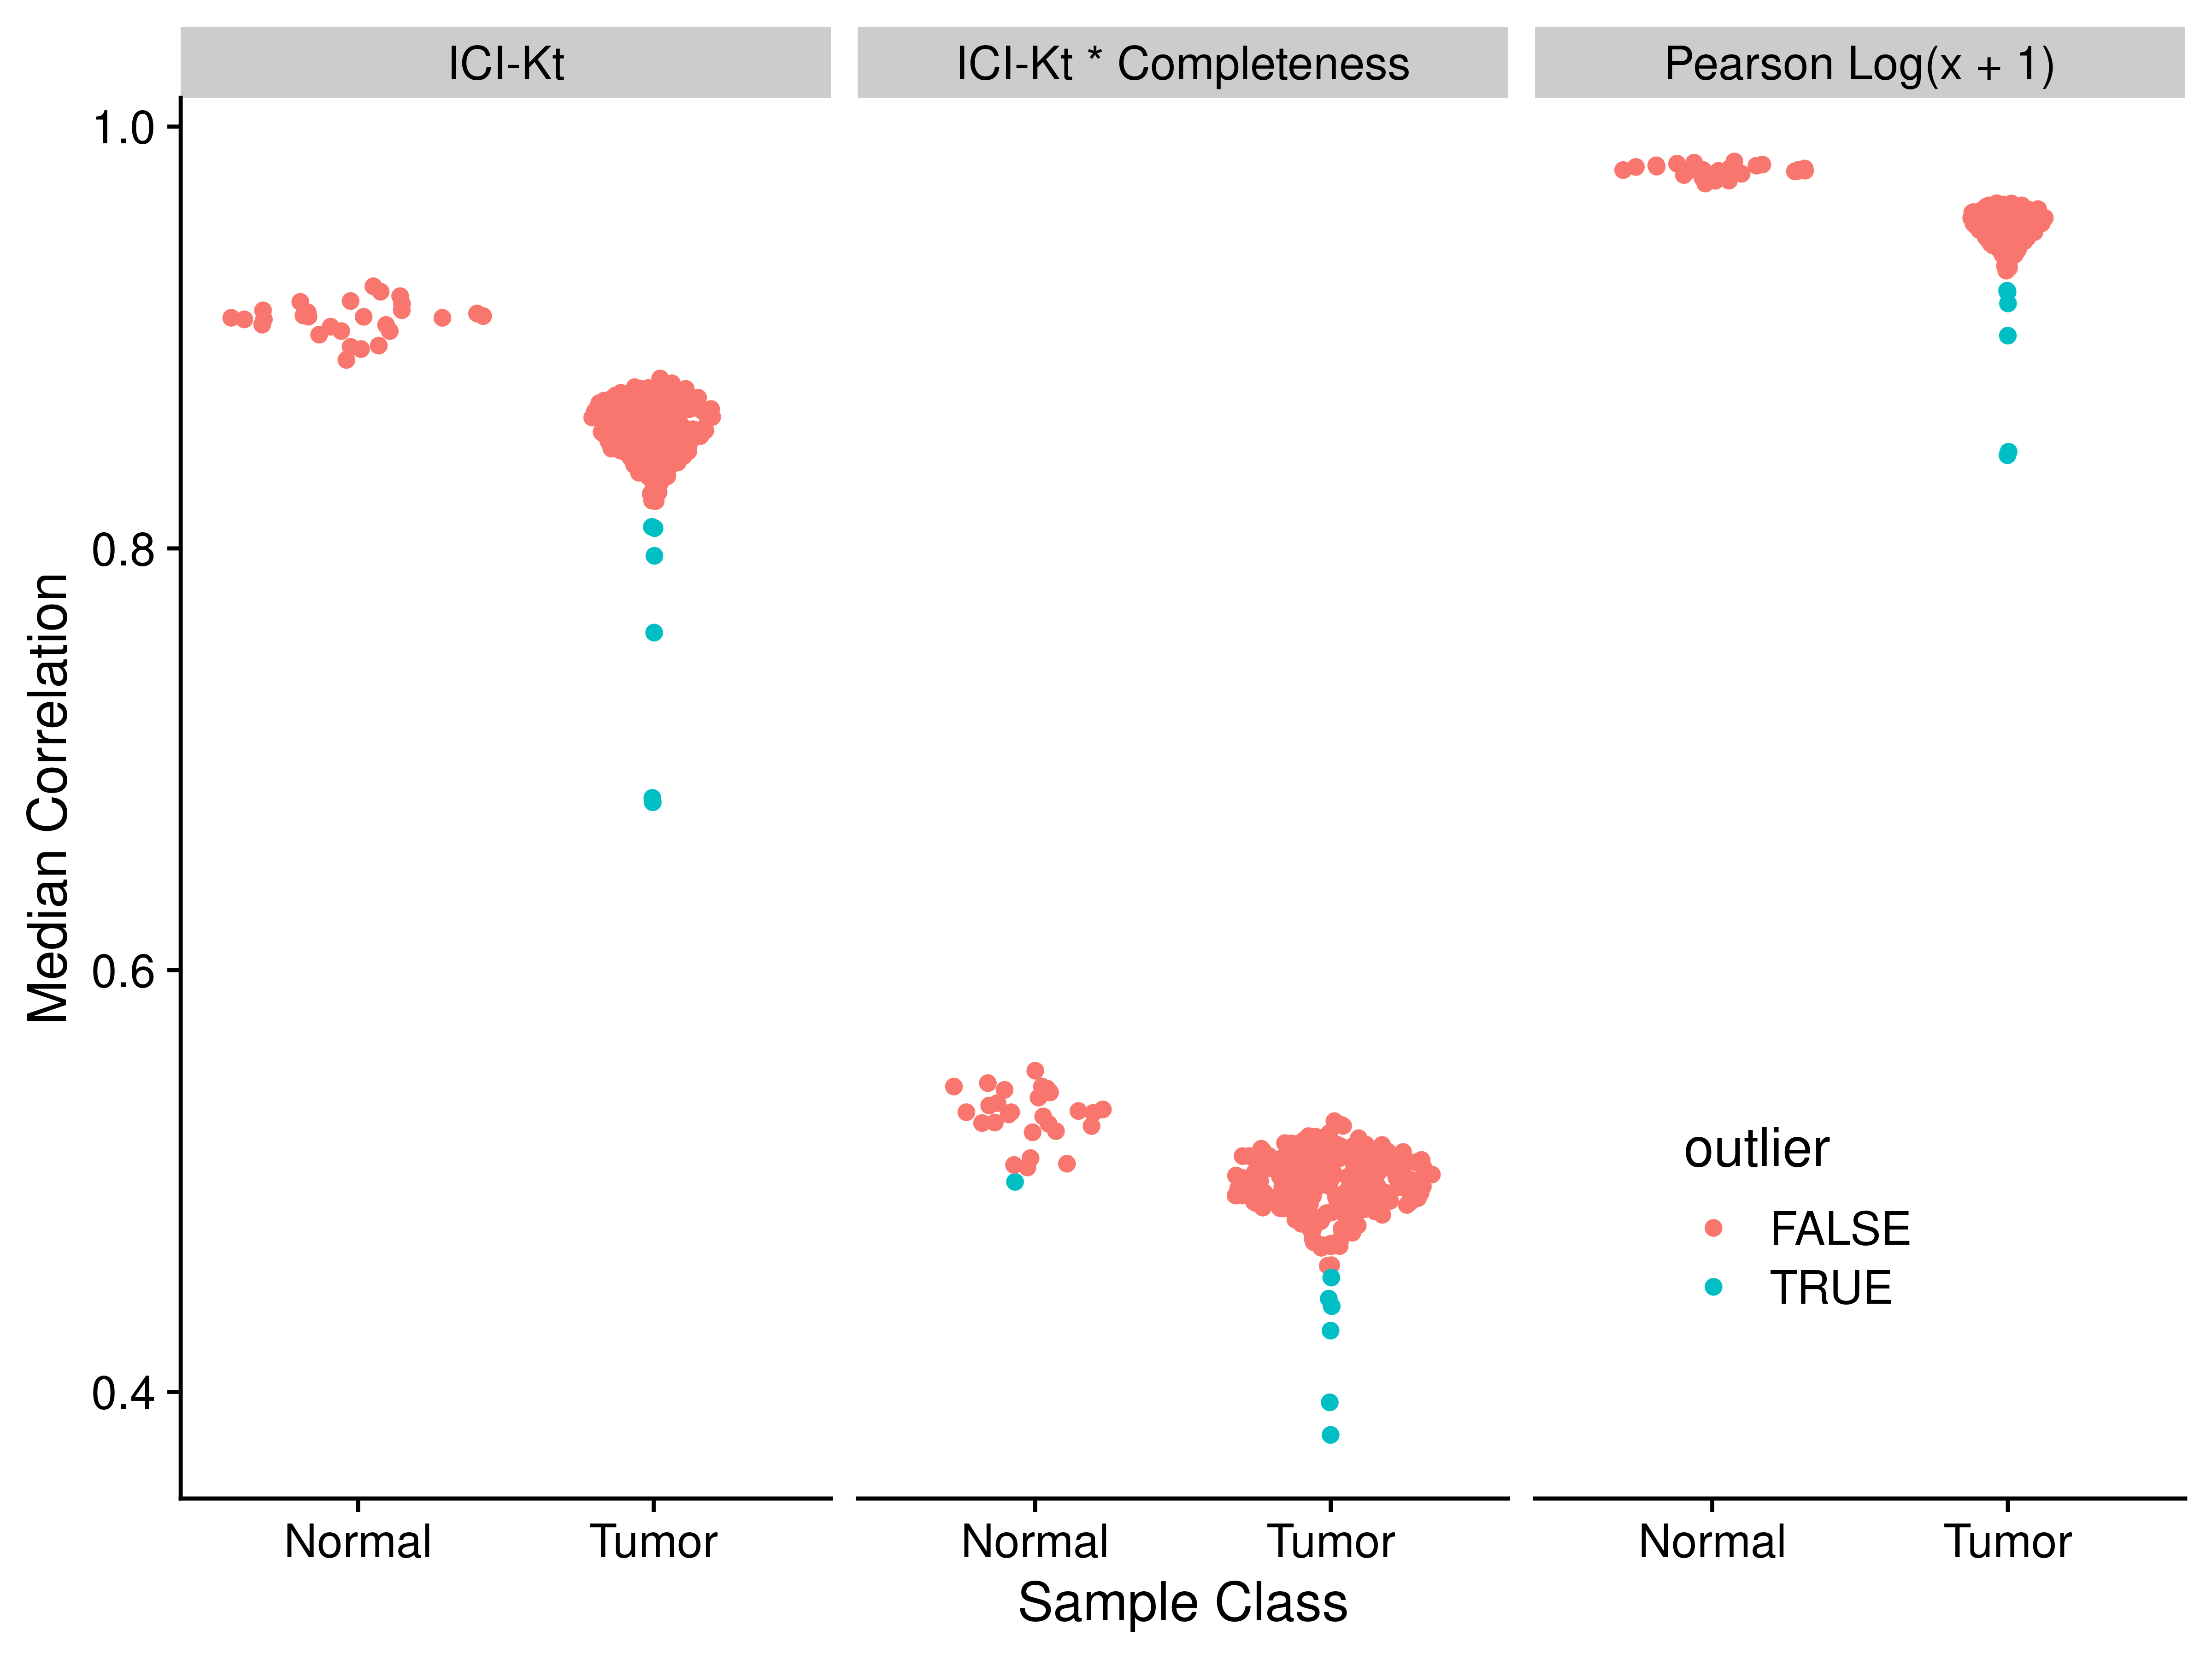 ICI-Kt
ICI-Kt * Completeness
Pearson Log(x + 1)
Median Correlation
1.0
0.8
0.6
0.4
outlier
FALSE
TRUE
Normal
Tumor
Normal
Tumor
Normal
Tumor
Sample Class